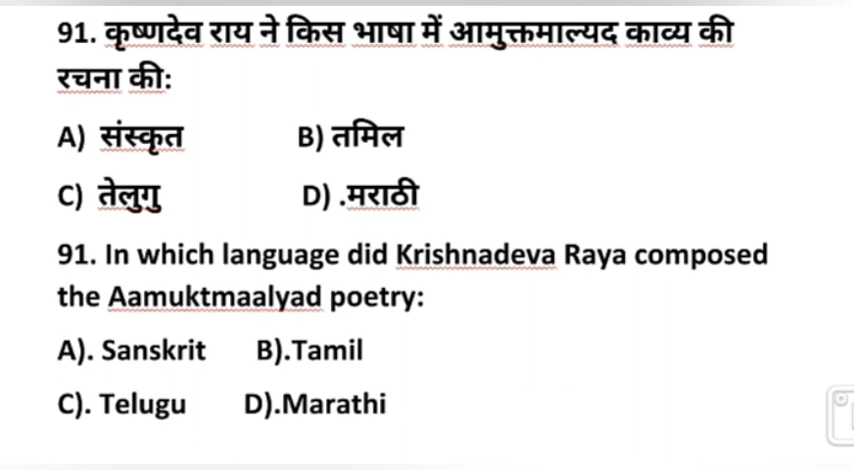 91. कृष्णदेव राय ने किस भाषा में आमुक्तमाल्यद काव्य की
रचना की:
A) संस्कृत B) तमिल
C) तेलुगु D) .मराठी
91. In which language did Krishnadeva Raya composed
the Aamuktmaalyad poetry:
A). Sanskrit B).Tamil
C). Telugu D).Marathi